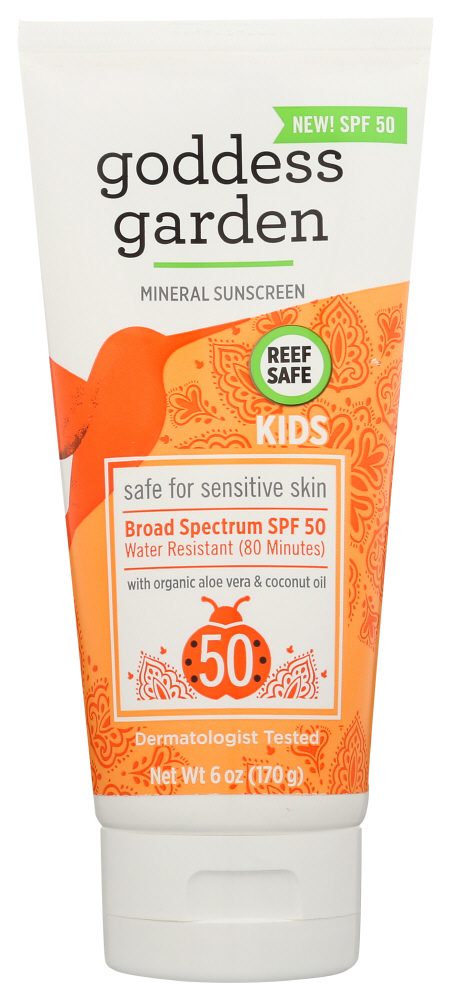 NEW! SPF 50
goddess
garden
MINERAL SUNSCREEN
REEF
SAFE
KIDS
safe for sensitive skin
Broad Spectrum SPF 50
Water Resistant (80 Minutes)
with organic aloe vera & coconut oil
50
Dermatologist Tested
Net Wt 6 oz (170 g)